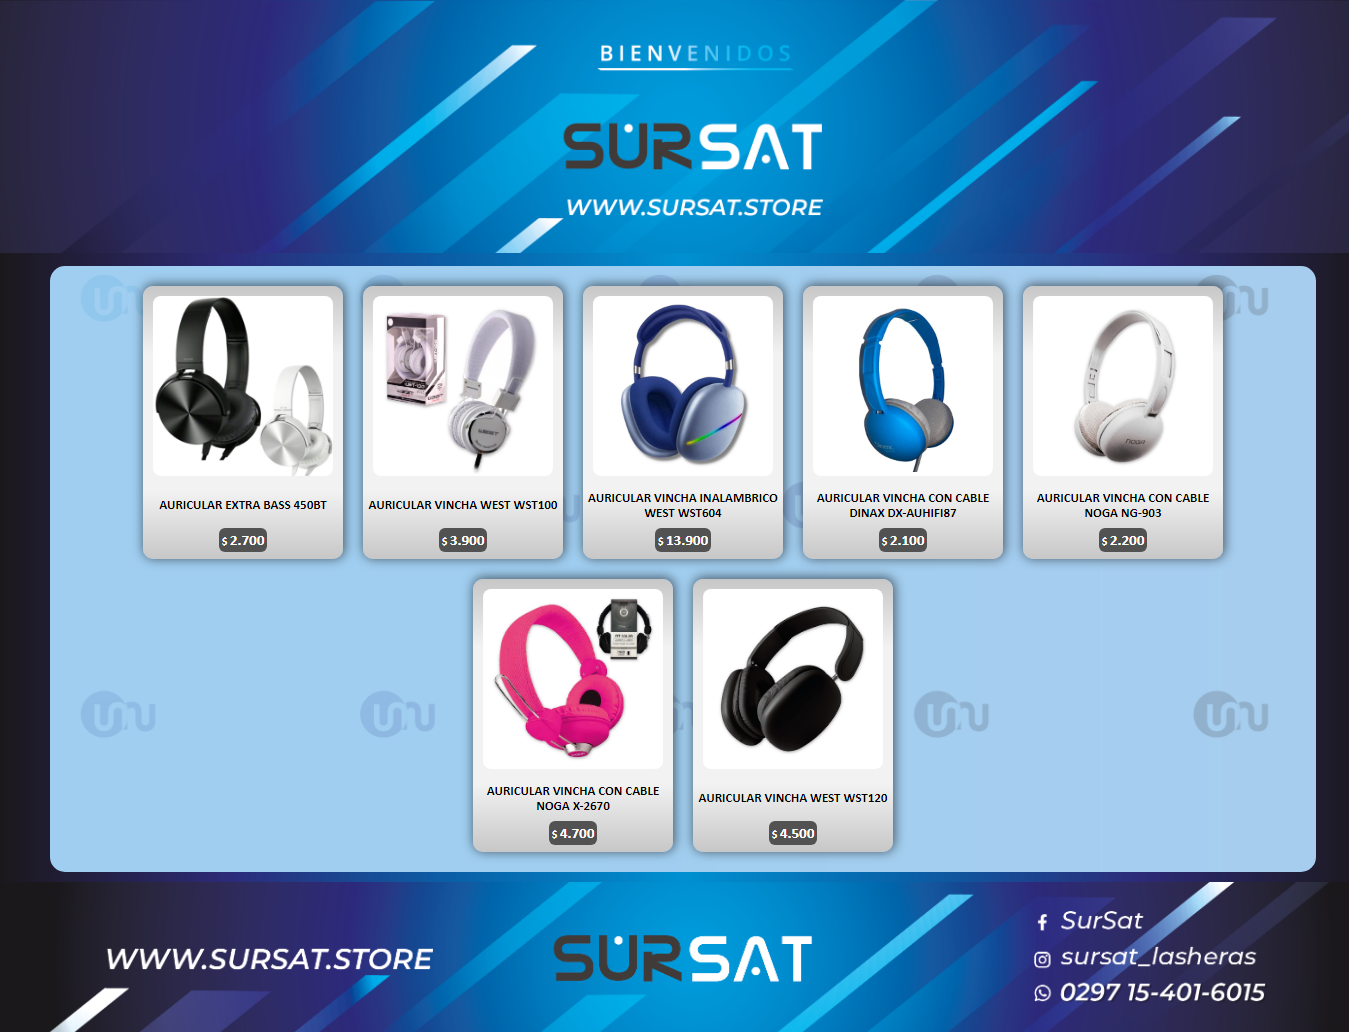 BIENVENIDOS
SURSAT
WWW.SURSAT.STORE
AURICULAR EXTRA BASS 450BT
$ 2.700
AURICULAR VINCHA WEST WST100
$ 3.900
AURICULAR VINCHA INALAMBRICO
WEST WST604
$ 13.900
AURICULAR VINCHA CON CABLE
DINAX DX-AUHIFI87
$ 2.100
NOGA
AURICULAR VINCHA CON CABLE
NOGA NG-903
$ 2.200
AURICULAR VINCHA CON CABLE
NOGA X-2670
$ 4.700
AURICULAR VINCHA WEST WST120
$ 4.500
WWW.SURSAT.STORE
SURSAT
SurSat
sursat_lasheras
0297 15-401-6015